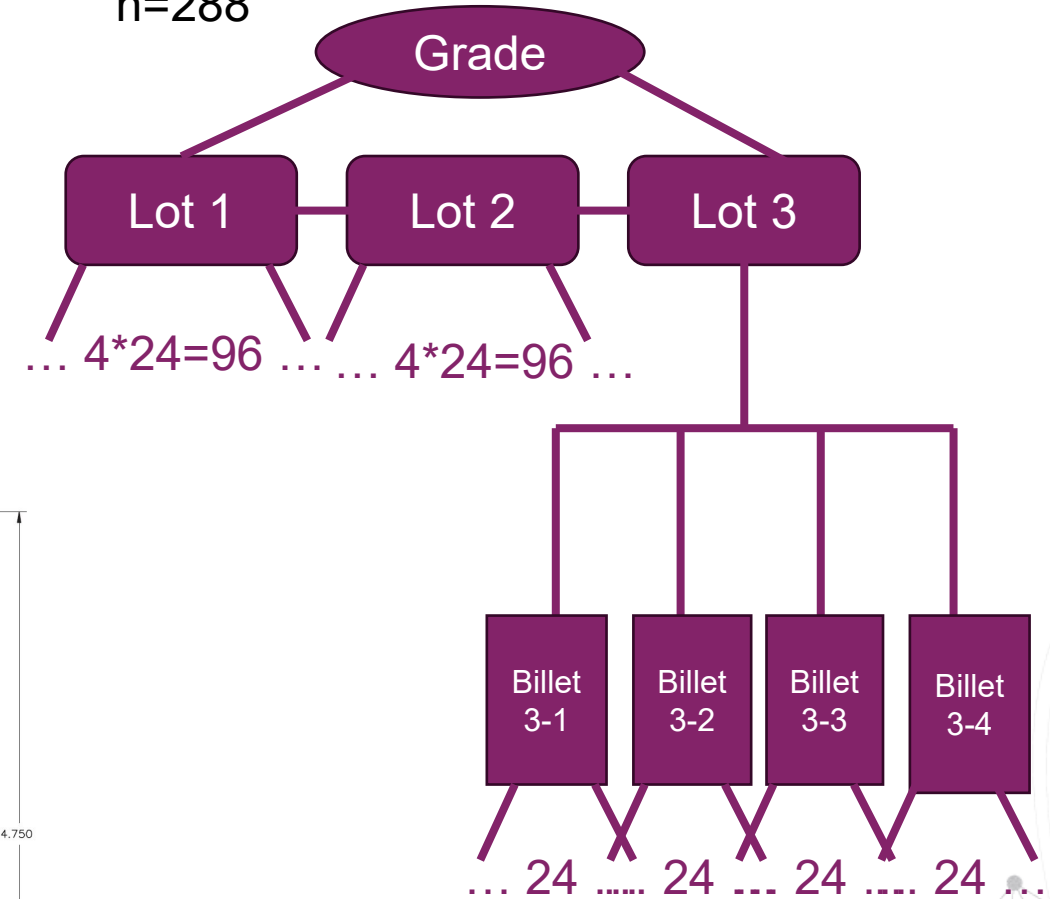 n=288
Grade
Lot 1
Lot 2
Lot 3
… 4*24=96 …
… 4*24=96 …
Billet
3-1
Billet
3-2
Billet
3-3
Billet
3-4
4.750
… 24 …
… 24 …
… 24 …
… 24 …